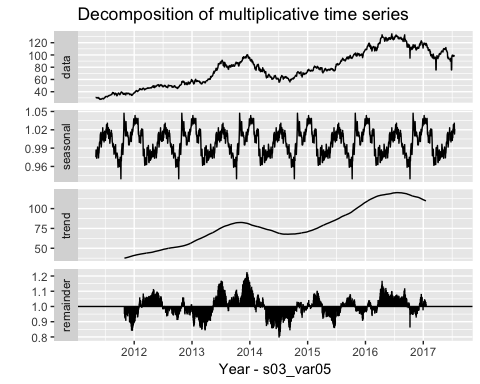 Decomposition of multiplicative time series
data
120
100
80
60
40
seasonal
1.05
1.02
0.99
0.96
trend
100
75
50
remainder
1.2
1.1
1.0
0.9
0.8
2012 2013 2014 2015 2016 2017
Year - s03_var05